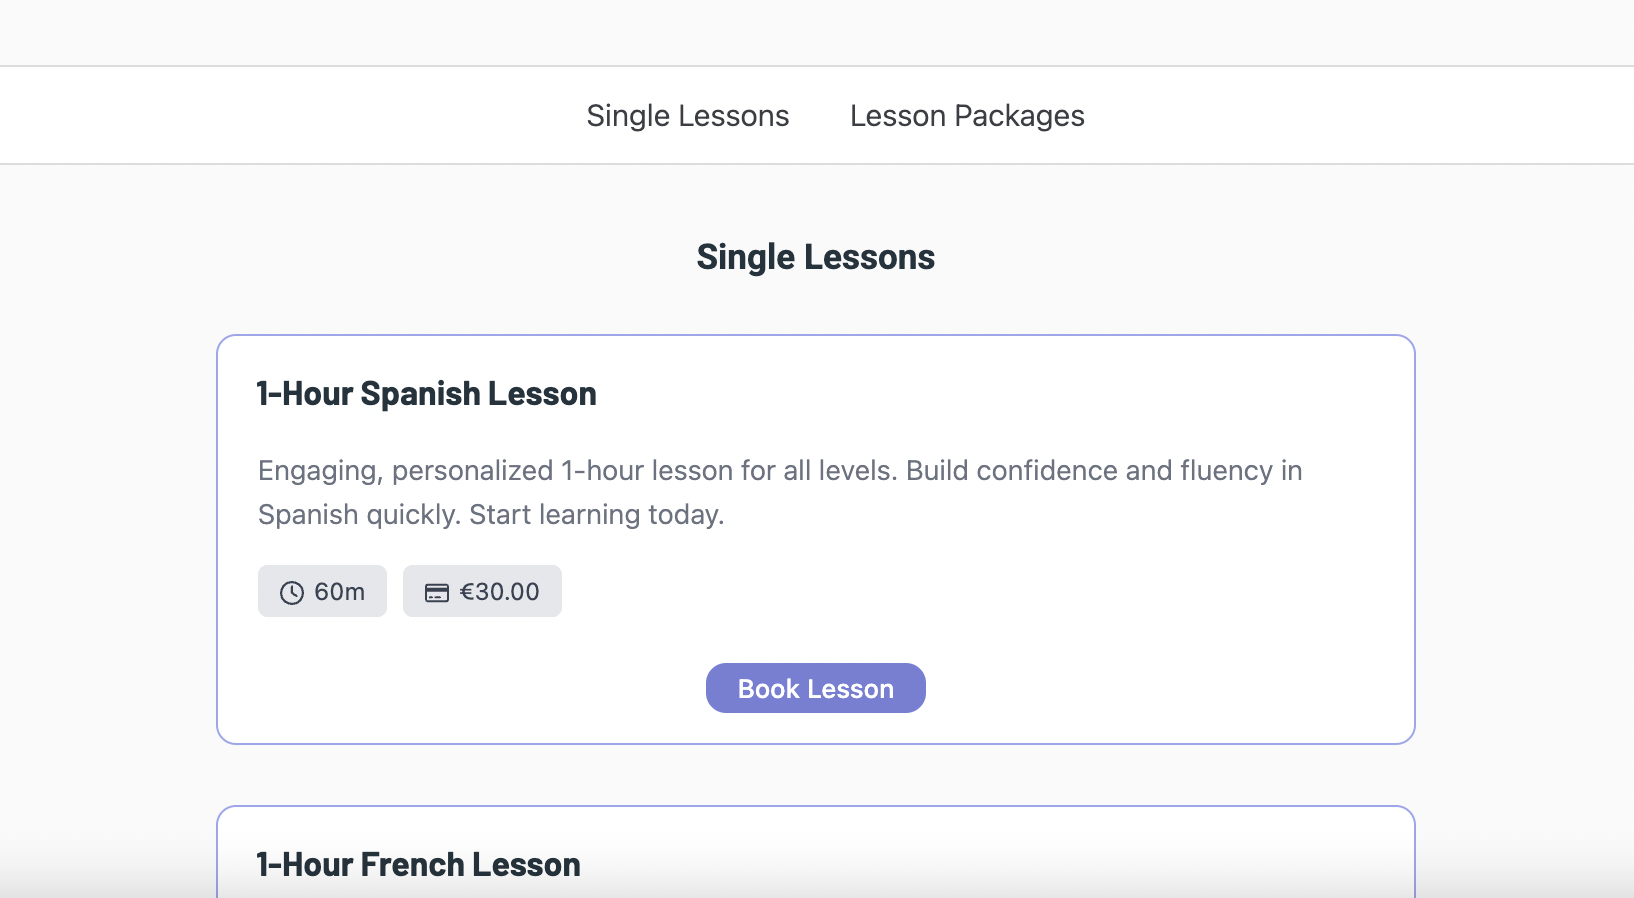 Single Lessons
Lesson Packages
Single Lessons
1-Hour Spanish Lesson
Engaging, personalized 1-hour lesson for all levels. Build confidence and fluency in
Spanish quickly. Start learning today.
60m
€30.00
Book Lesson
1-Hour French Lesson